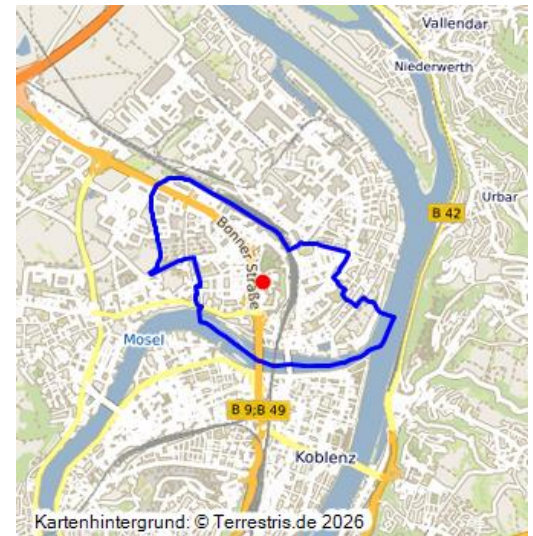 Vallendar
Niederwerth
Urbar
B 42
Bonner Straße
Mosel
B 9;B 49
Koblenz
Kartenhintergrund: © Terrestris.de 2026